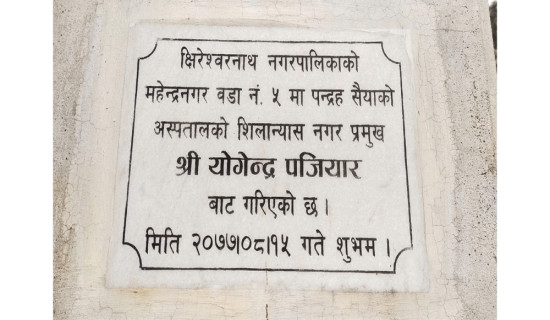 क्षिरेश्वरनाथ नगरपालिकाको
महेन्द्रनगर वडा नं. ५ मा पन्द्रह सैयाको
अस्पतालको शिलान्यास नगर प्रमुख
श्री योगेन्द्र पजियार
बाट गरिएको छ ।
मिति २०७७।०८।१५ गते शुभम ।